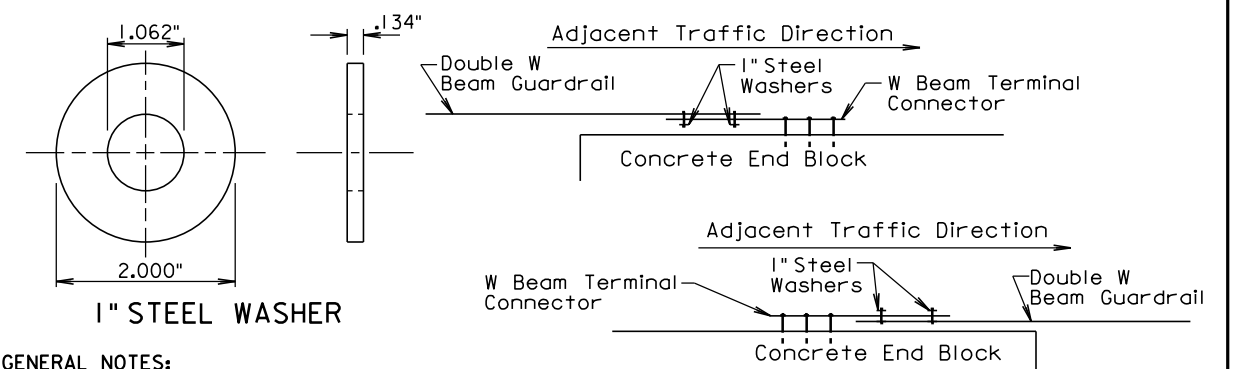 1.062"
.134"
2.000"
1" STEEL WASHER
Adjacent Traffic Direction
Double W
Beam Guardrail
1" Steel
Washers
W Beam Terminal
Connector
Concrete End Block
Adjacent Traffic Direction
W Beam Terminal
Connector
1" Steel
Washers
Double W
Beam Guardrail
Concrete End Block
GENERAL NOTES: